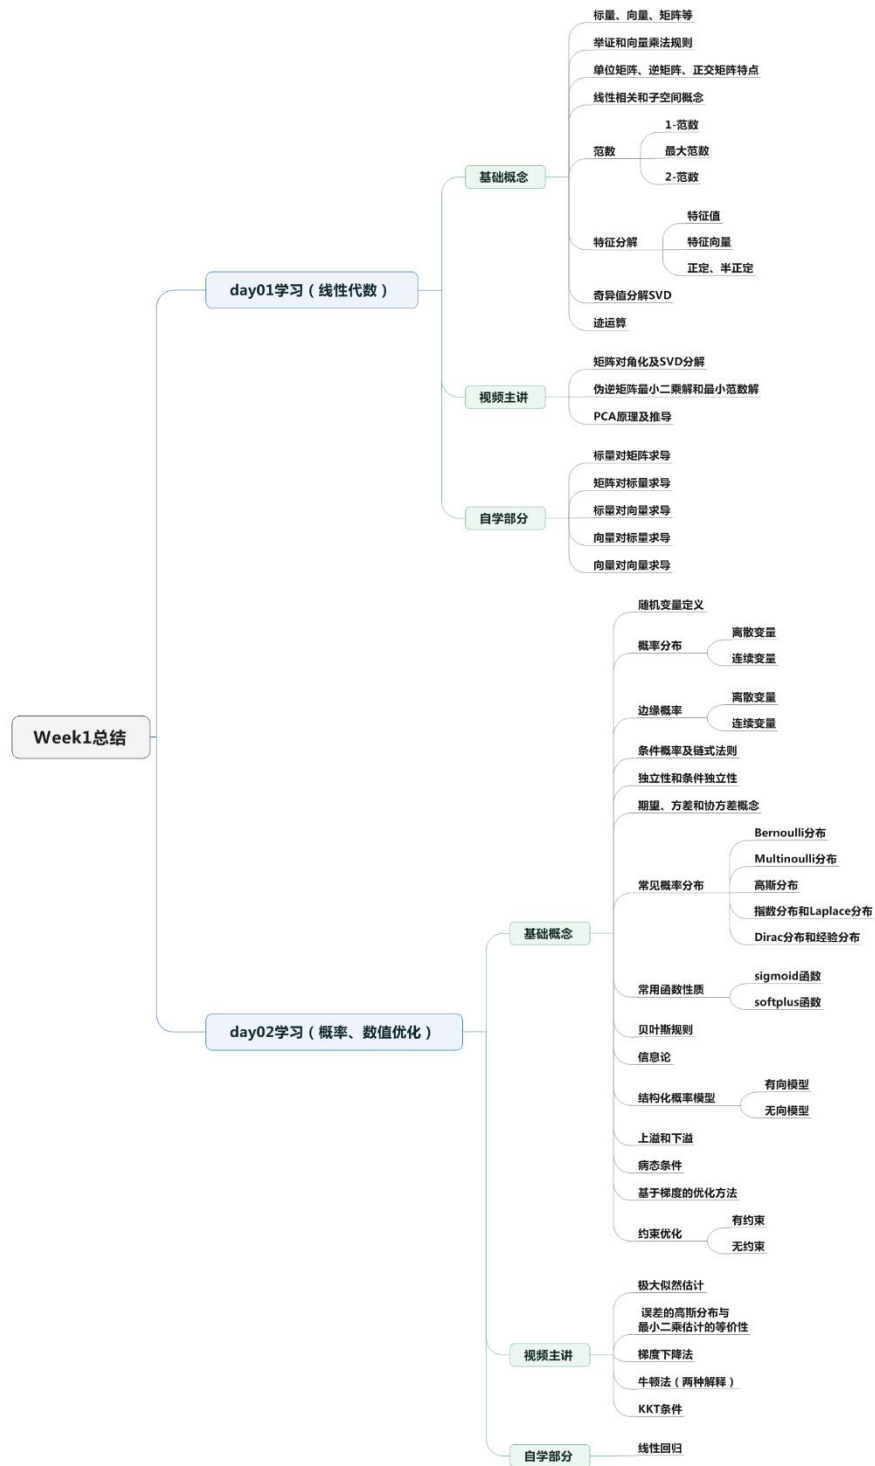 Week1总结
day01学习（线性代数）
基础概念
标量、向量、矩阵等
举证和向量乘法规则
单位矩阵、逆矩阵、正交矩阵特点
线性相关和子空间概念
范数
1-范数
最大范数
2-范数
特征分解
特征值
特征向量
正定、半正定
奇异值分解SVD
迹运算
视频主讲
矩阵对角化及SVD分解
伪逆矩阵最小二乘解和最小范数解
PCA原理及推导
自学部分
标量对矩阵求导
矩阵对标量求导
标量对向量求导
向量对标量求导
向量对向量求导
day02学习（概率、数值优化）
基础概念
随机变量定义
概率分布
离散变量
连续变量
边缘概率
离散变量
连续变量
条件概率及链式法则
独立性和条件独立性
期望、方差和协方差概念
常见概率分布
Bernoulli分布
Multinoulli分布
高斯分布
指数分布和Laplace分布
Dirac分布和经验分布
常用函数性质
sigmoid函数
softplus函数
贝叶斯规则
信息论
结构化概率模型
有向模型
无向模型
上溢和下溢
病态条件
基于梯度的优化方法
约束优化
有约束
无约束
视频主讲
极大似然估计
误差的高斯分布与
最小二乘估计的等价性
梯度下降法
牛顿法（两种解释）
KKT条件
自学部分
线性回归